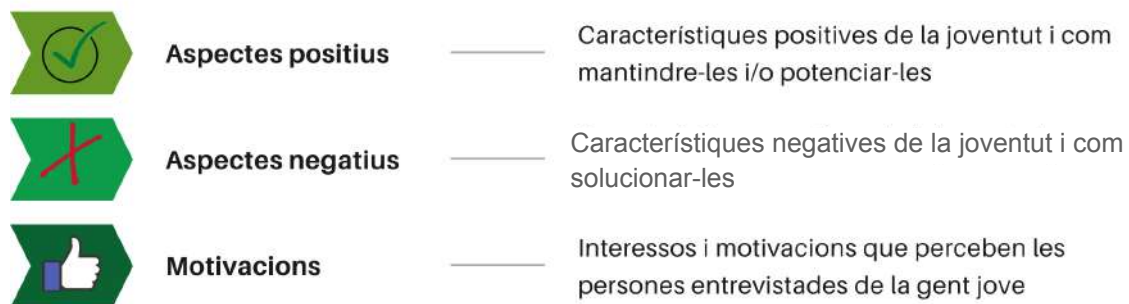 Aspectes positius
Característiques positives de la joventut i com
mantindre-les i/o potenciar-les
Aspectes negatius
Característiques negatives de la joventut i com
solucionar-les
Motivacions
Interessos i motivacions que perceben les
persones entrevistades de la gent jove